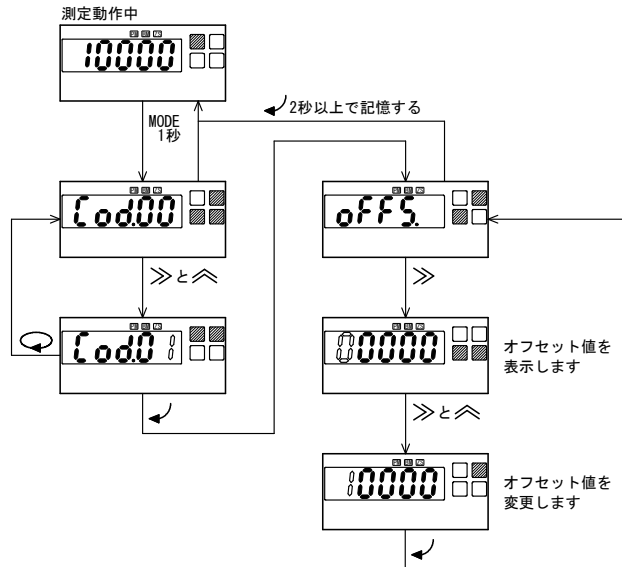 測定動作中
10000
MODE
1秒
2秒以上で記憶する
Cod.00
oFFS.
≫と︽
≫
Cod.01
00000
オフセット値を
表示します
≫と︽
10000
オフセット値を
変更します